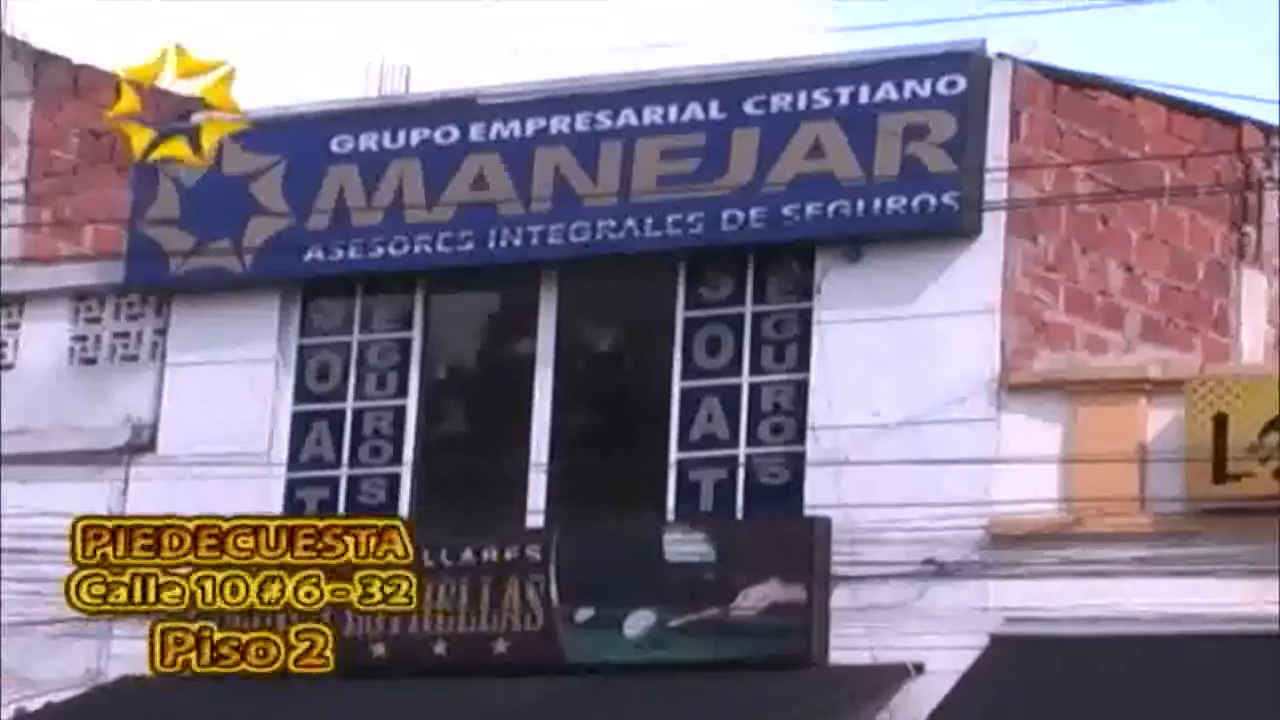 GRUPO EMPRESARIAL CRISTIANO
MANEJAR
ASESORES INTEGRALES DE SEGUROS
SOAT
SEGUROS
SOAT
SEGUROS
PIEDECUESTA
Calle 10 # 6 - 32
Piso 2